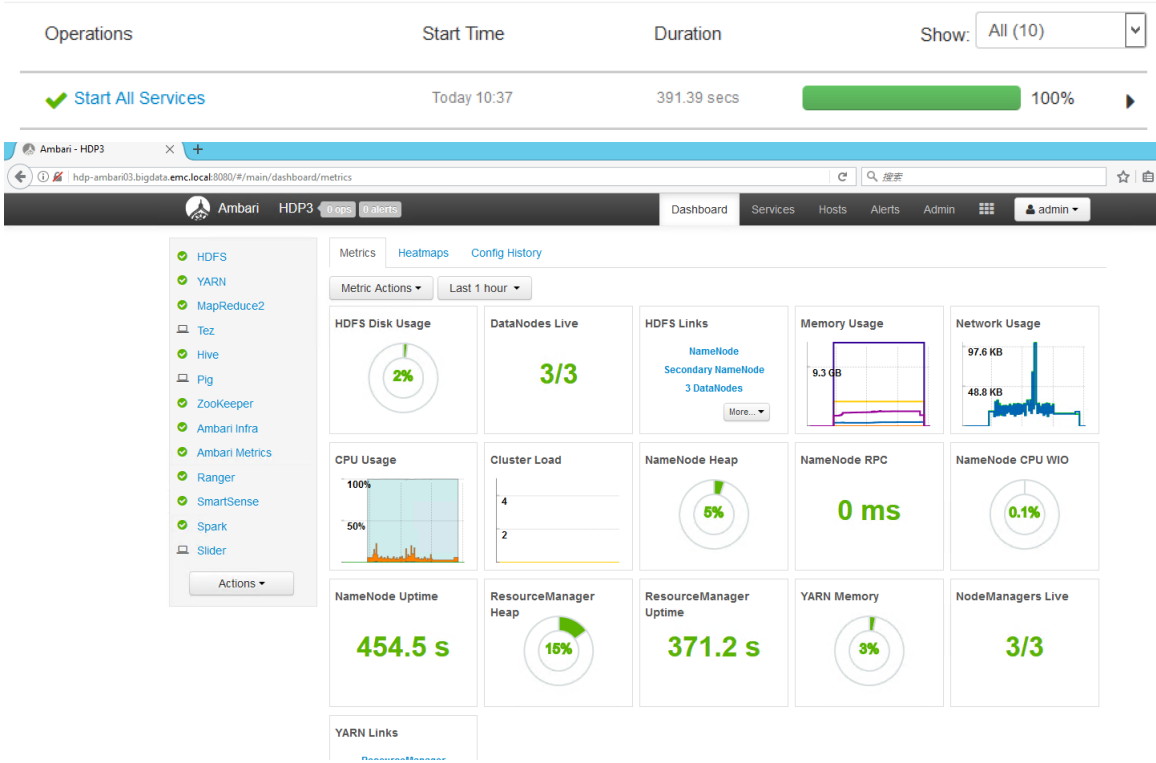 Operations Start Time Duration Show: All (10)
Start All Services Today 10:37 391.39 secs 100%
Ambari - HDP3
hdp-ambari03.bigdata.emc.local:8080/#/main/dashboard/metrics 搜索
Ambari HDP3 0 ops 0 alerts Dashboard Services Hosts Alerts Admin admin
HDFS
YARN
MapReduce2
Tez
Hive
Pig
ZooKeeper
Ambari Infra
Ambari Metrics
Ranger
SmartSense
Spark
Slider
Actions
Metrics Heatmaps Config History
Metric Actions Last 1 hour
HDFS Disk Usage
2%
DataNodes Live
3/3
HDFS Links
NameNode
Secondary NameNode
3 DataNodes
More...
Memory Usage
9.3 GB
Network Usage
97.6 KB
48.8 KB
CPU Usage
100%
50%
Cluster Load
4
2
NameNode Heap
5%
NameNode RPC
0 ms
NameNode CPU WIO
0.1%
NameNode Uptime
454.5 s
ResourceManager
Heap
15%
ResourceManager
Uptime
371.2 s
YARN Memory
3%
NodeManagers Live
3/3
YARN Links
ResourceManager